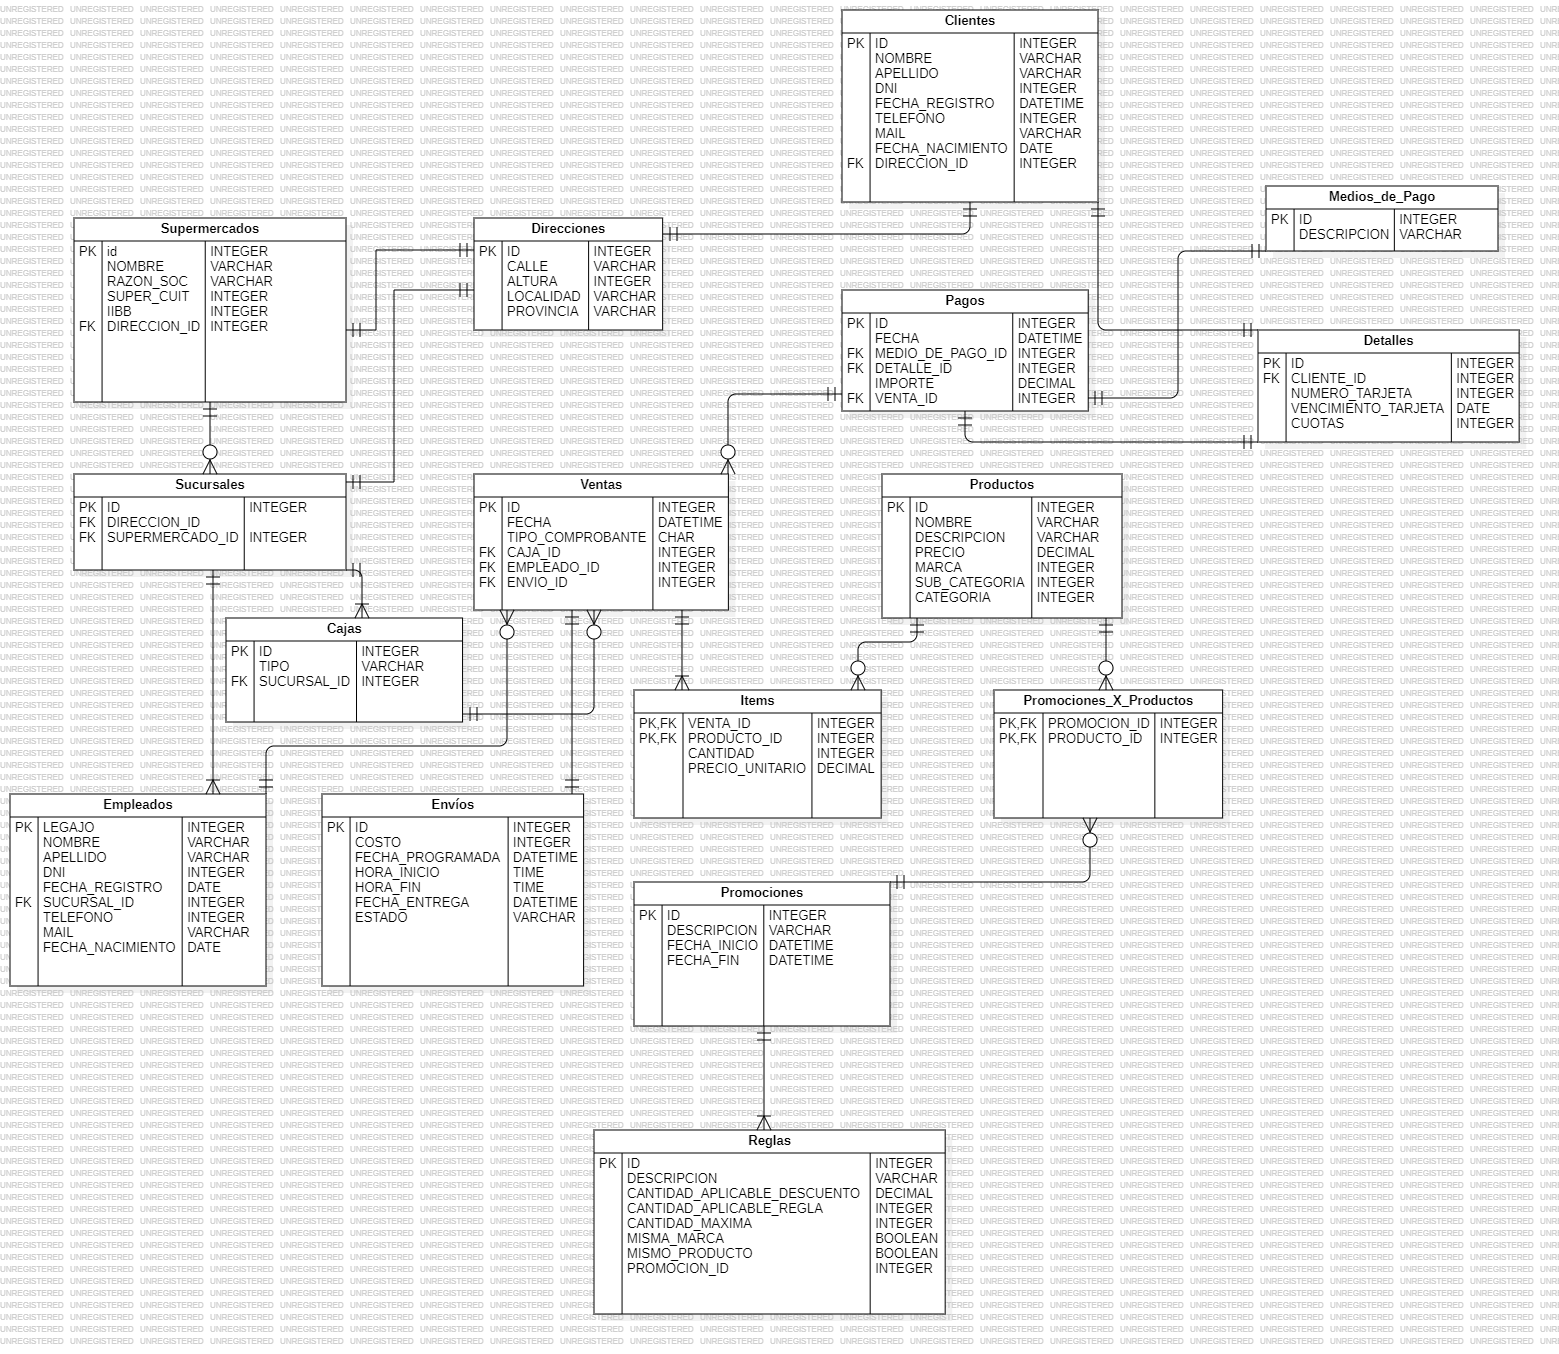 Clientes
PK ID INTEGER
NOMBRE VARCHAR
APELLIDO VARCHAR
DNI INTEGER
FECHA_REGISTRO DATETIME
TELEFONO INTEGER
MAIL VARCHAR
FECHA_NACIMIENTO DATE
FK DIRECCION_ID INTEGER
Medios_de_Pago
PK ID INTEGER
DESCRIPCION VARCHAR
Supermercados
PK id INTEGER
NOMBRE VARCHAR
RAZON_SOC VARCHAR
SUPER_CUIT INTEGER
IIBB INTEGER
FK DIRECCION_ID INTEGER
Direcciones
PK ID INTEGER
CALLE VARCHAR
ALTURA INTEGER
LOCALIDAD VARCHAR
PROVINCIA VARCHAR
Pagos
PK ID INTEGER
FECHA DATETIME
FK MEDIO_DE_PAGO_ID INTEGER
FK DETALLE_ID INTEGER
IMPORTE DECIMAL
FK VENTA_ID INTEGER
Detalles
PK ID INTEGER
FK CLIENTE_ID INTEGER
NUMERO_TARJETA INTEGER
VENCIMIENTO_TARJETA DATE
CUOTAS INTEGER
Sucursales
PK ID INTEGER
FK DIRECCION_ID
FK SUPERMERCADO_ID INTEGER
Ventas
PK ID INTEGER
FECHA DATETIME
TIPO_COMPROBANTE CHAR
FK CAJA_ID INTEGER
FK EMPLEADO_ID INTEGER
FK ENVIO_ID INTEGER
Productos
PK ID INTEGER
NOMBRE VARCHAR
DESCRIPCION VARCHAR
PRECIO DECIMAL
MARCA INTEGER
SUB_CATEGORIA INTEGER
CATEGORIA INTEGER
Cajas
PK ID INTEGER
TIPO VARCHAR
FK SUCURSAL_ID INTEGER
Items
PK,FK VENTA_ID INTEGER
PK,FK PRODUCTO_ID INTEGER
CANTIDAD INTEGER
PRECIO_UNITARIO DECIMAL
Promociones_X_Productos
PK,FK PROMOCION_ID INTEGER
PK,FK PRODUCTO_ID INTEGER
Empleados
PK LEGAJO INTEGER
NOMBRE VARCHAR
APELLIDO VARCHAR
DNI INTEGER
FECHA_REGISTRO DATE
FK SUCURSAL_ID INTEGER
TELEFONO INTEGER
MAIL VARCHAR
FECHA_NACIMIENTO DATE
Envíos
PK ID INTEGER
COSTO INTEGER
FECHA_PROGRAMADA DATETIME
HORA_INICIO TIME
HORA_FIN TIME
FECHA_ENTREGA DATETIME
ESTADO VARCHAR
Promociones
PK ID INTEGER
DESCRIPCION VARCHAR
FECHA_INICIO DATETIME
FECHA_FIN DATETIME
Reglas
PK ID INTEGER
DESCRIPCION VARCHAR
CANTIDAD_APLICABLE_DESCUENTO DECIMAL
CANTIDAD_APLICABLE_REGLA INTEGER
CANTIDAD_MAXIMA INTEGER
MISMA_MARCA BOOLEAN
MISMO_PRODUCTO BOOLEAN
PROMOCION_ID INTEGER
UNREGISTERED